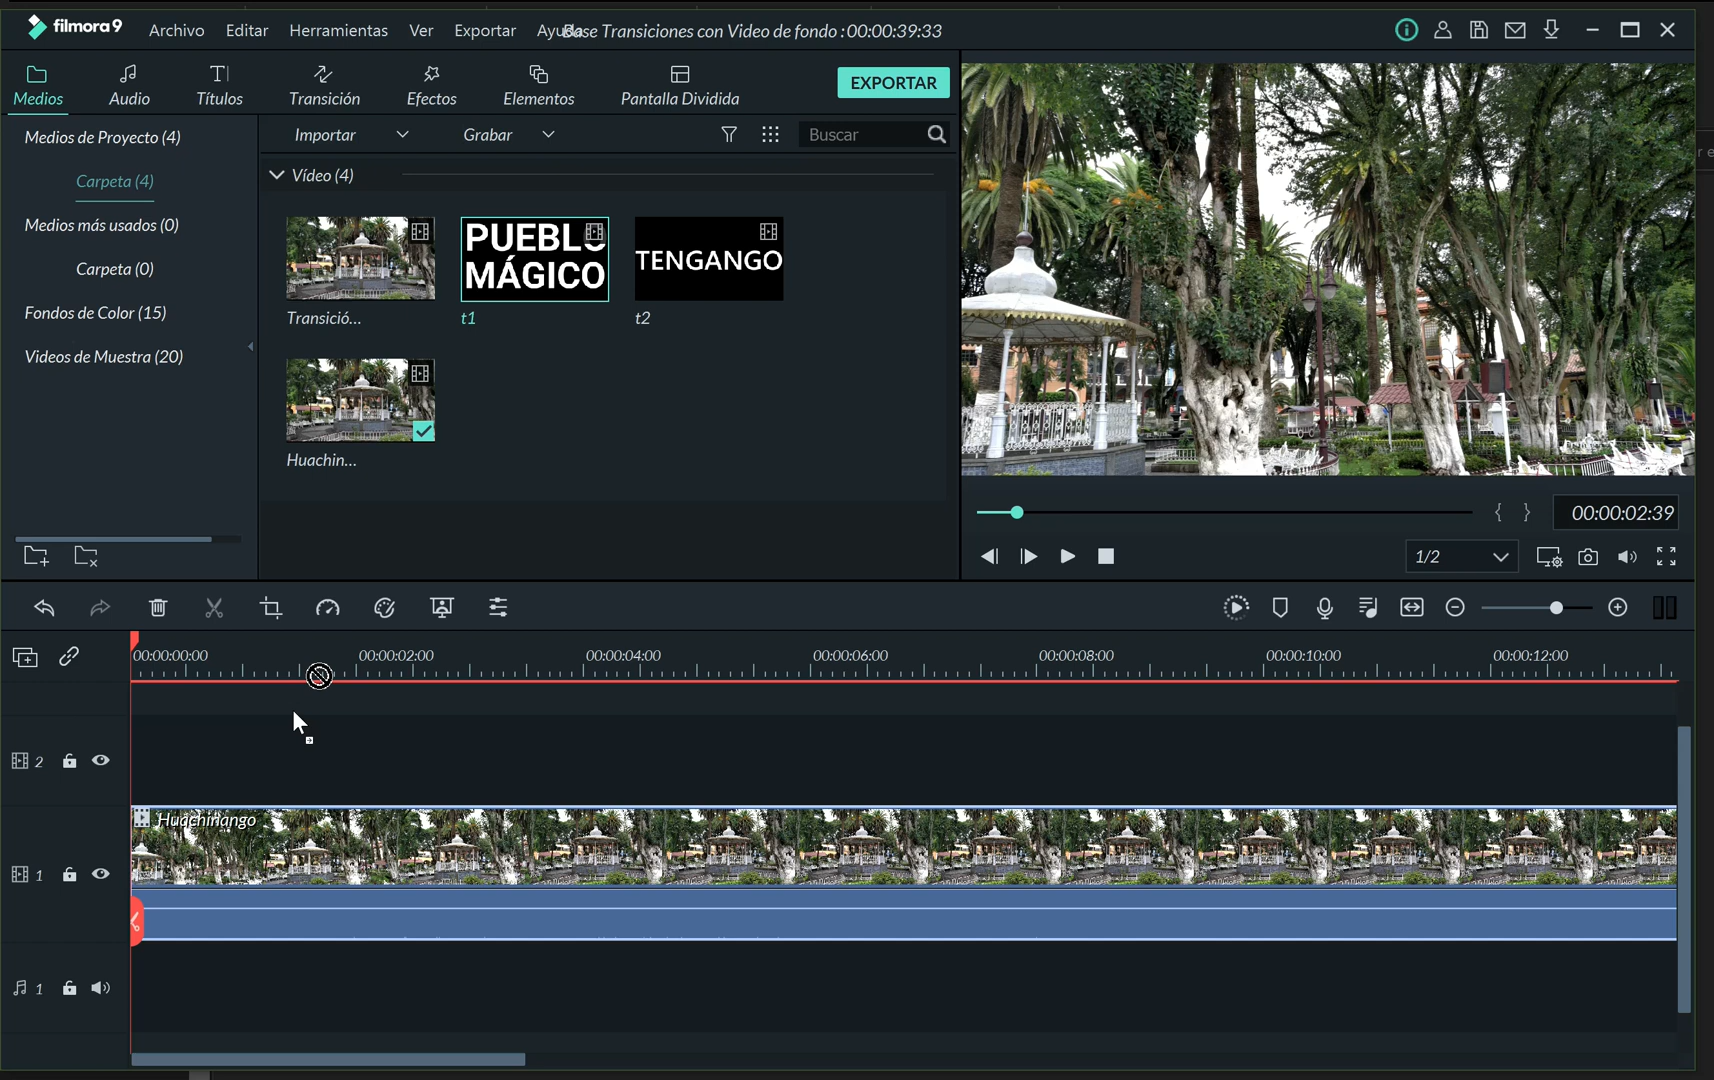 filmora9 Archivo Editar Herramientas Ver Exportar Ayuda Base Transiciones con Video de fondo : 00:00:39:33
Medios Audio Títulos Transición Efectos Elementos Pantalla Dividida EXPORTAR
Medios de Proyecto (4)
Carpeta (4)
Medios más usados (0)
Carpeta (0)
Fondos de Color (15)
Videos de Muestra (20)
Importar Grabar Buscar
Vídeo (4)
PUEBLO
MÁGICO
TENGANGO
Transició... t1 t2
Huachin...
{ } 00:00:02:39
1/2
00:00:00:00 00:00:02:00 00:00:04:00 00:00:06:00 00:00:08:00 00:00:10:00 00:00:12:00
2
Huachinango
1
1